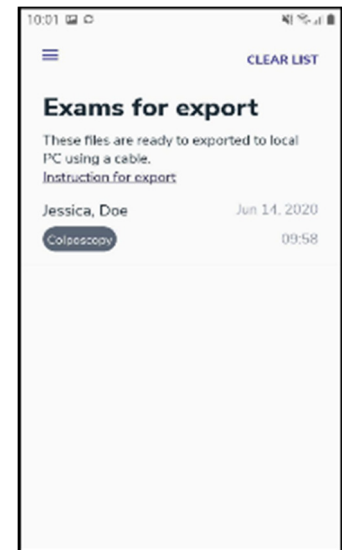 10:01
CLEAR LIST
Exams for export
These files are ready to exported to local
PC using a cable.
Instruction for export
Jessica, Doe Jun 14, 2020
Colposcopy 09:58